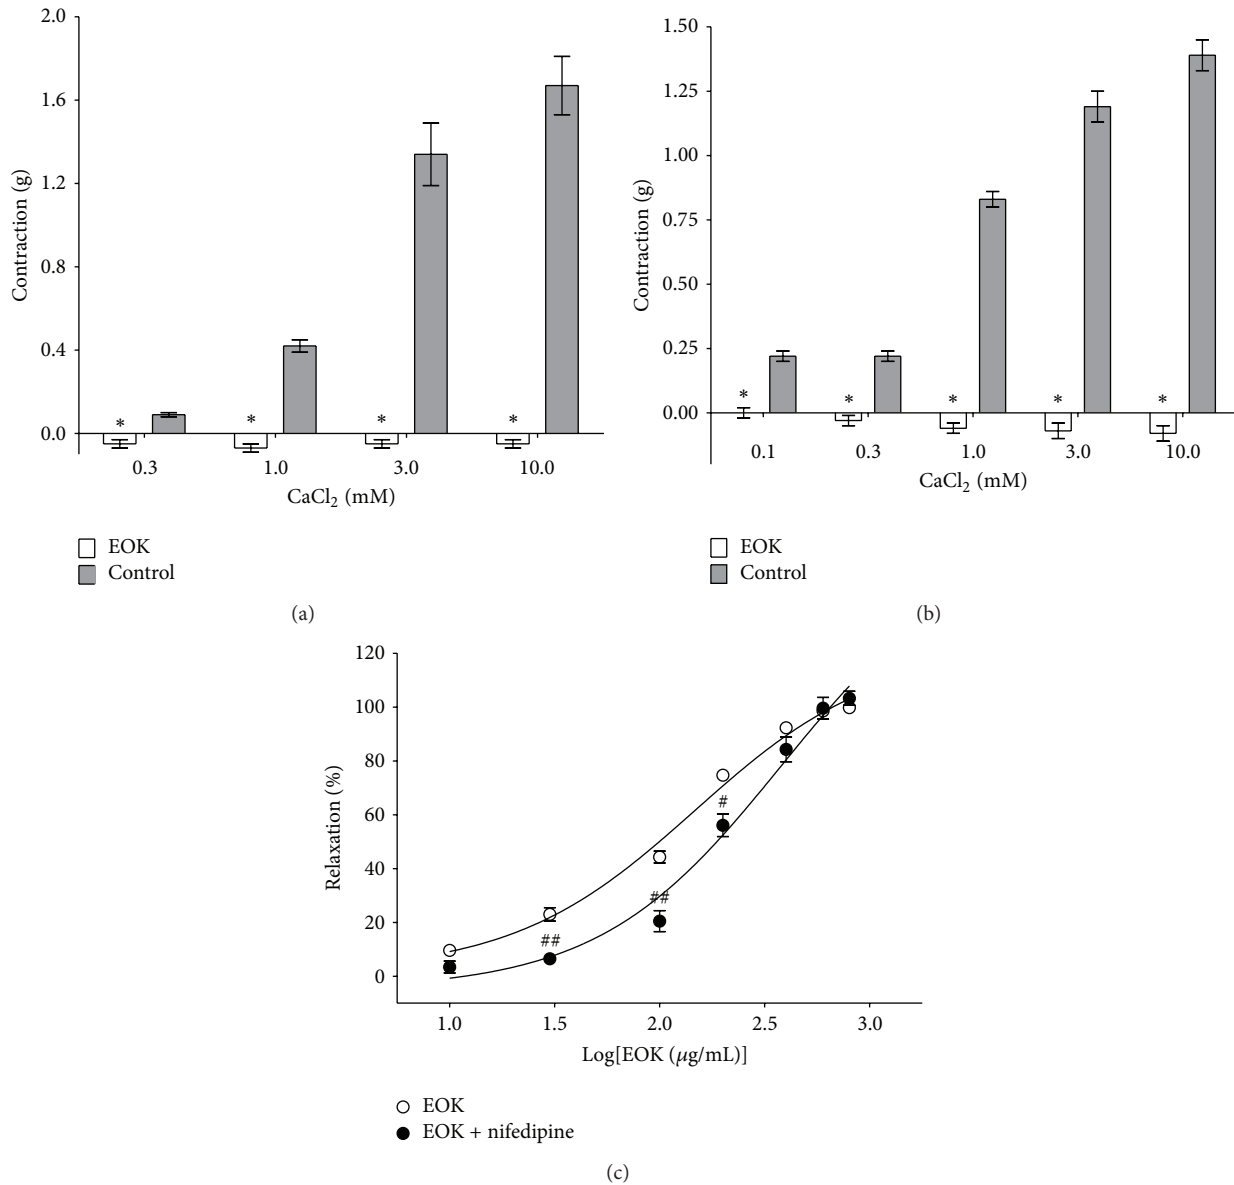 2.0
1.6
1.2
0.8
0.4
0.0
Contraction (g)
* * * *
0.3 1.0 3.0 10.0
CaCl₂ (mM)
EOK
Control
(a)
1.50
1.25
1.00
0.75
0.50
0.25
0.00
Contraction (g)
* * * * *
0.1 0.3 1.0 3.0 10.0
CaCl₂ (mM)
EOK
Control
(b)
120
100
80
60
40
20
0
Relaxation (%)
#
##
##
1.0 1.5 2.0 2.5 3.0
Log[EOK (μg/mL)]
EOK
EOK + nifedipine
(c)